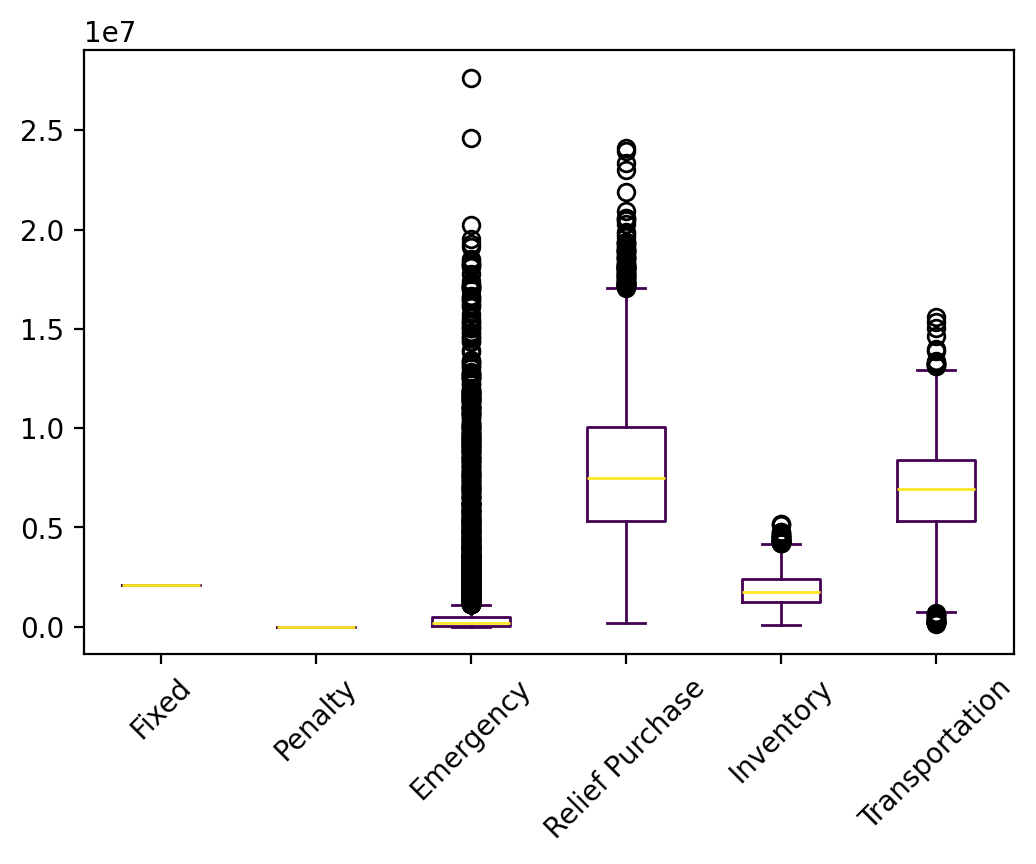 1e7
2.5
2.0
1.5
1.0
0.5
0.0
Fixed
Penalty
Emergency
Relief Purchase
Inventory
Transportation